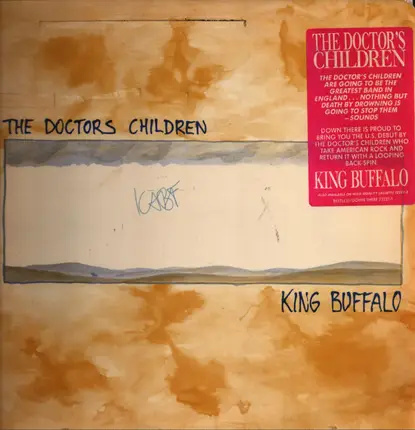 THE DOCTOR'S
CHILDREN
THE DOCTOR'S CHILDREN
ARE GOING TO BE THE
GREATEST BAND IN
ENGLAND . . . NOTHING BUT
DEATH BY DROWNING IS
GOING TO STOP THEM
– SOUNDS
DOWN THERE IS PROUD TO
BRING YOU THE U.S. DEBUT BY
THE DOCTOR'S CHILDREN WHO
TAKE AMERICAN ROCK AND
RETURN IT WITH A LOOPING
BACK-SPIN
KING BUFFALO
THE DOCTORS CHILDREN
KING BUFFALO